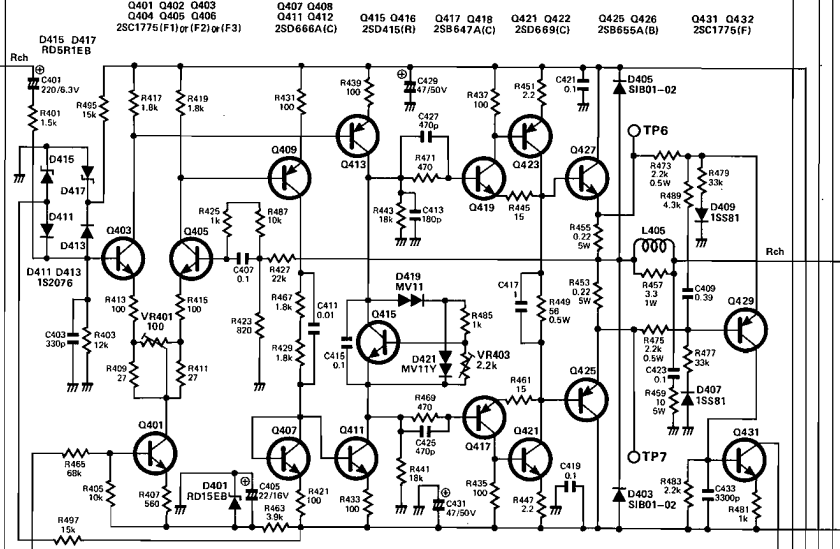 Q401 Q402 Q403
Q404 Q405 Q406
2SC1775(F1)or(F2)or(F3)
Q407 Q408
Q411 Q412
2SD666A(C)
Q415 Q416
2SD415(R)
Q417 Q418
2SB647A(C)
Q421 Q422
2SD669(C)
Q425 Q426
2SB655A(B)
Q431 Q432
2SC1775(F)
D415 D417
RD5R1EB
Rch
C401
220/6.3V
R401
1.5k
R495
15k
R417
1.8k
R419
1.8k
R431
100
R439
100
C429
47/50V
R437
100
R451
2.2
C421
0.1
D405
SIB01-02
TP6
Q409
Q413
C427
470p
R471
470
Q419
Q423
Q427
R473
2.2k
0.5W
R479
33k
R489
4.3k
D409
1SS81
D415
D417
D411
D413
Q403
Q405
R425
1k
R487
10k
R443
18k
C413
180p
R445
15
R455
0.22
5W
L405
Rch
D411 D413
1S2076
C407
0.1
R427
22k
D419
MV11
C417
R449
56
0.5W
R453
0.22
5W
R457
3.3
1W
C409
0.39
Q429
R413
100
R415
100
VR401
100
R423
820
R467
1.8k
C411
0.01
R429
1.8k
Q415
C415
0.1
R485
1k
D421
MV11Y
VR403
2.2k
R475
2.2k
0.5W
R477
33k
C423
0.1
R459
10
5W
D407
1SS81
C403
330p
R403
12k
R409
27
R411
27
Q401
Q407
Q411
R469
470
C425
470p
Q417
R461
15
Q421
Q425
TP7
Q431
R465
68k
R405
10k
R407
560
D401
RD15EB
C405
22/16V
R463
3.9k
R421
100
R433
100
R441
18k
C431
47/50V
R435
100
R447
2.2
C419
0.1
D403
SIB01-02
R483
2.2k
C433
3300p
R481
1k
R497
15k